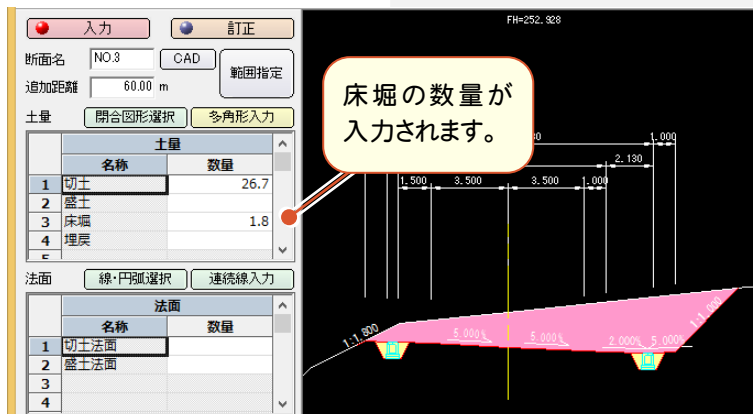 入力 訂正
断面名 NO.3 CAD 範囲指定
追加距離 60.00 m
土量 閉合図形選択 多角形入力
土量
名称 数量
1 切土 26.7
2 盛土
3 床堀 1.8
4 埋戻
法面 線・円弧選択 連続線入力
法面
名称 数量
1 切土法面
2 盛土法面
3
4
床堀の数量が
入力されます。
FH=252.928
1.000
2.130
1.500 3.500 3.500 1.000
1:1.800 5.000% 5.000% 2.000% 5.000% 1:1.000